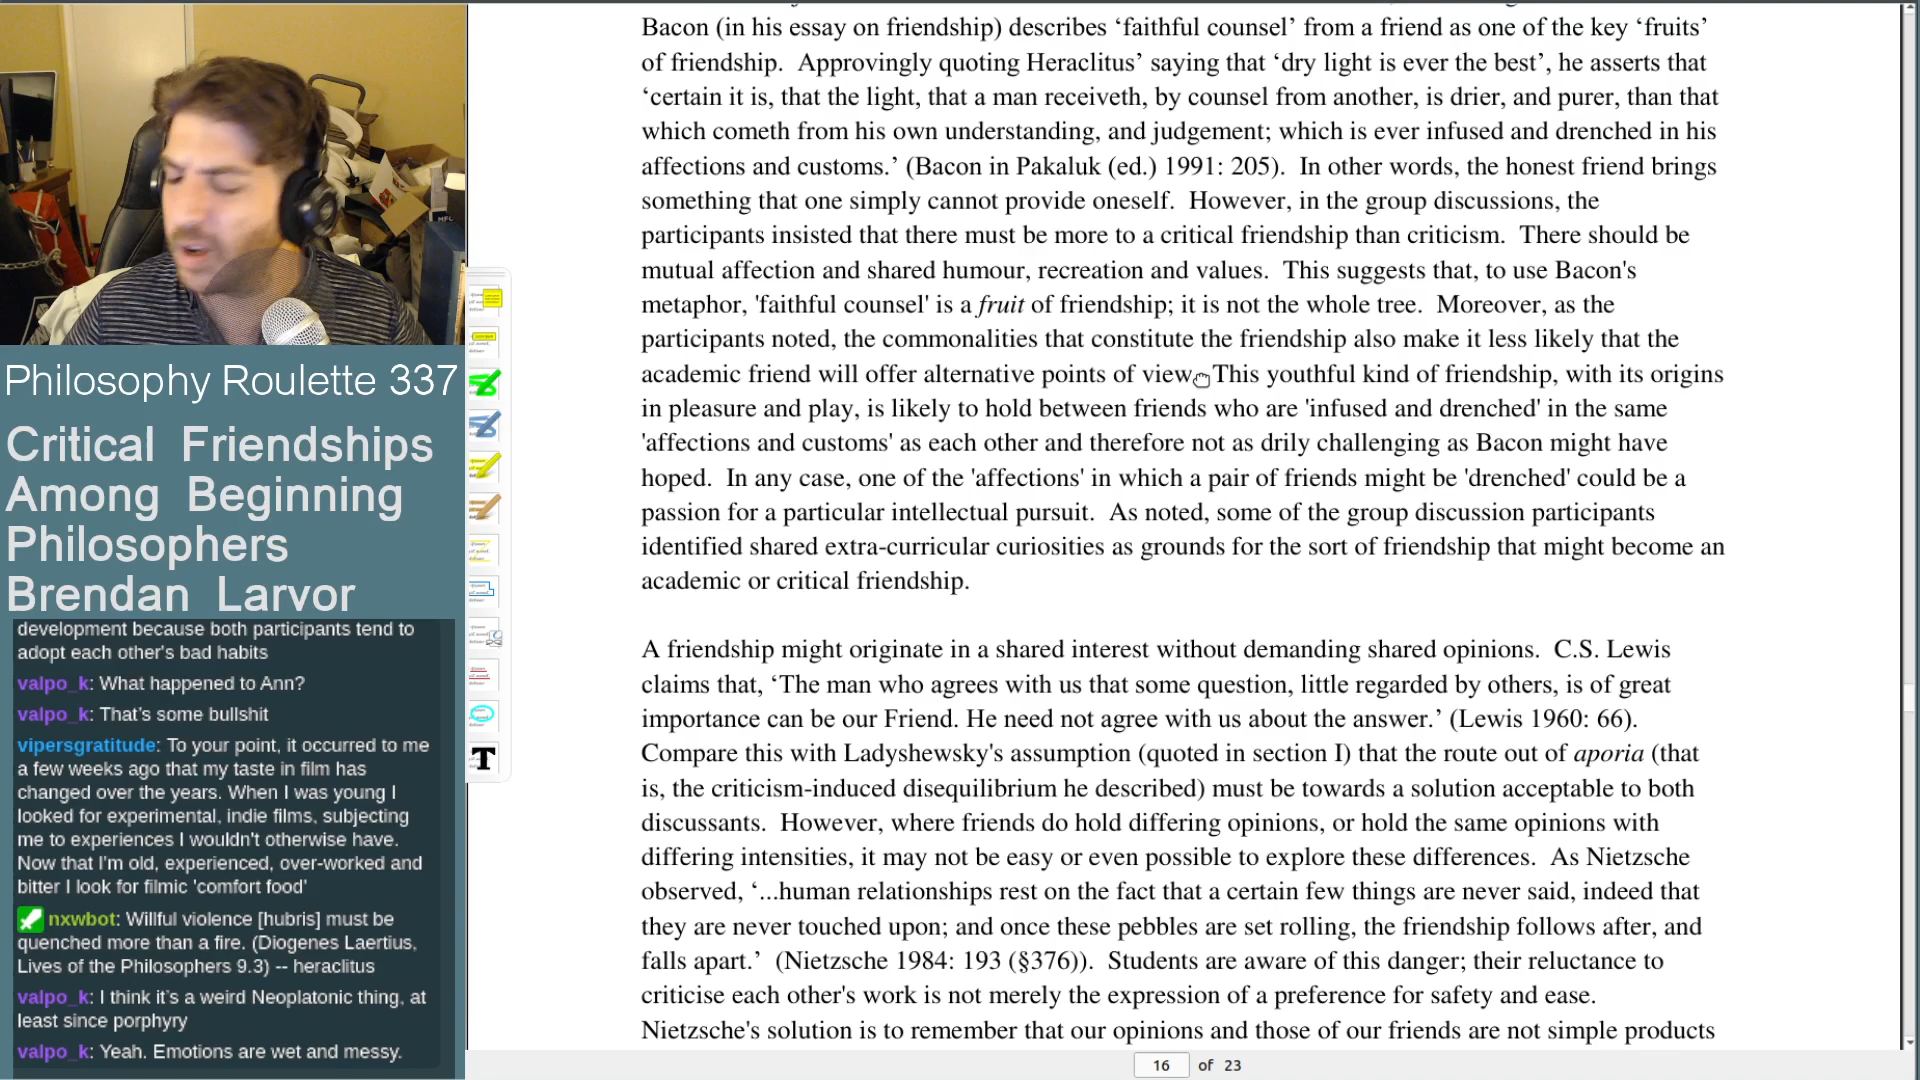 Bacon (in his essay on friendship) describes ‘faithful counsel’ from a friend as one of the key ‘fruits’
of friendship.  Approvingly quoting Heraclitus’ saying that ‘dry light is ever the best’, he asserts that
‘certain it is, that the light, that a man receiveth, by counsel from another, is drier, and purer, than that
which cometh from his own understanding, and judgement; which is ever infused and drenched in his
affections and customs.’ (Bacon in Pakaluk (ed.) 1991: 205).  In other words, the honest friend brings
something that one simply cannot provide oneself.  However, in the group discussions, the
participants insisted that there must be more to a critical friendship than criticism.  There should be
mutual affection and shared humour, recreation and values.  This suggests that, to use Bacon's
metaphor, 'faithful counsel' is a fruit of friendship; it is not the whole tree.  Moreover, as the
participants noted, the commonalities that constitute the friendship also make it less likely that the
academic friend will offer alternative points of view. This youthful kind of friendship, with its origins
in pleasure and play, is likely to hold between friends who are 'infused and drenched' in the same
'affections and customs' as each other and therefore not as drily challenging as Bacon might have
hoped.  In any case, one of the 'affections' in which a pair of friends might be 'drenched' could be a
passion for a particular intellectual pursuit.  As noted, some of the group discussion participants
identified shared extra-curricular curiosities as grounds for the sort of friendship that might become an
academic or critical friendship.
A friendship might originate in a shared interest without demanding shared opinions.  C.S. Lewis
claims that, ‘The man who agrees with us that some question, little regarded by others, is of great
importance can be our Friend. He need not agree with us about the answer.’ (Lewis 1960: 66).
Compare this with Ladyshewsky's assumption (quoted in section I) that the route out of aporia (that
is, the criticism-induced disequilibrium he described) must be towards a solution acceptable to both
discussants.  However, where friends do hold differing opinions, or hold the same opinions with
differing intensities, it may not be easy or even possible to explore these differences.  As Nietzsche
observed, ‘...human relationships rest on the fact that a certain few things are never said, indeed that
they are never touched upon; and once these pebbles are set rolling, the friendship follows after, and
falls apart.’  (Nietzsche 1984: 193 (§376)).  Students are aware of this danger; their reluctance to
criticise each other's work is not merely the expression of a preference for safety and ease.
Nietzsche's solution is to remember that our opinions and those of our friends are not simple products
16 of 23
Philosophy Roulette 337
Critical Friendships
Among Beginning
Philosophers
Brendan Larvor
development because both participants tend to
adopt each other's bad habits
valpo_k: What happened to Ann?
valpo_k: That's some bullshit
vipersgratitude: To your point, it occurred to me
a few weeks ago that my taste in film has
changed over the years. When I was young I
looked for experimental, indie films, subjecting
me to experiences I wouldn't otherwise have.
Now that I'm old, experienced, over-worked and
bitter I look for filmic 'comfort food'
nxwbot: Willful violence [hubris] must be
quenched more than a fire. (Diogenes Laertius,
Lives of the Philosophers 9.3) -- heraclitus
valpo_k: I think it's a weird Neoplatonic thing, at
least since porphyry
valpo_k: Yeah. Emotions are wet and messy.
T